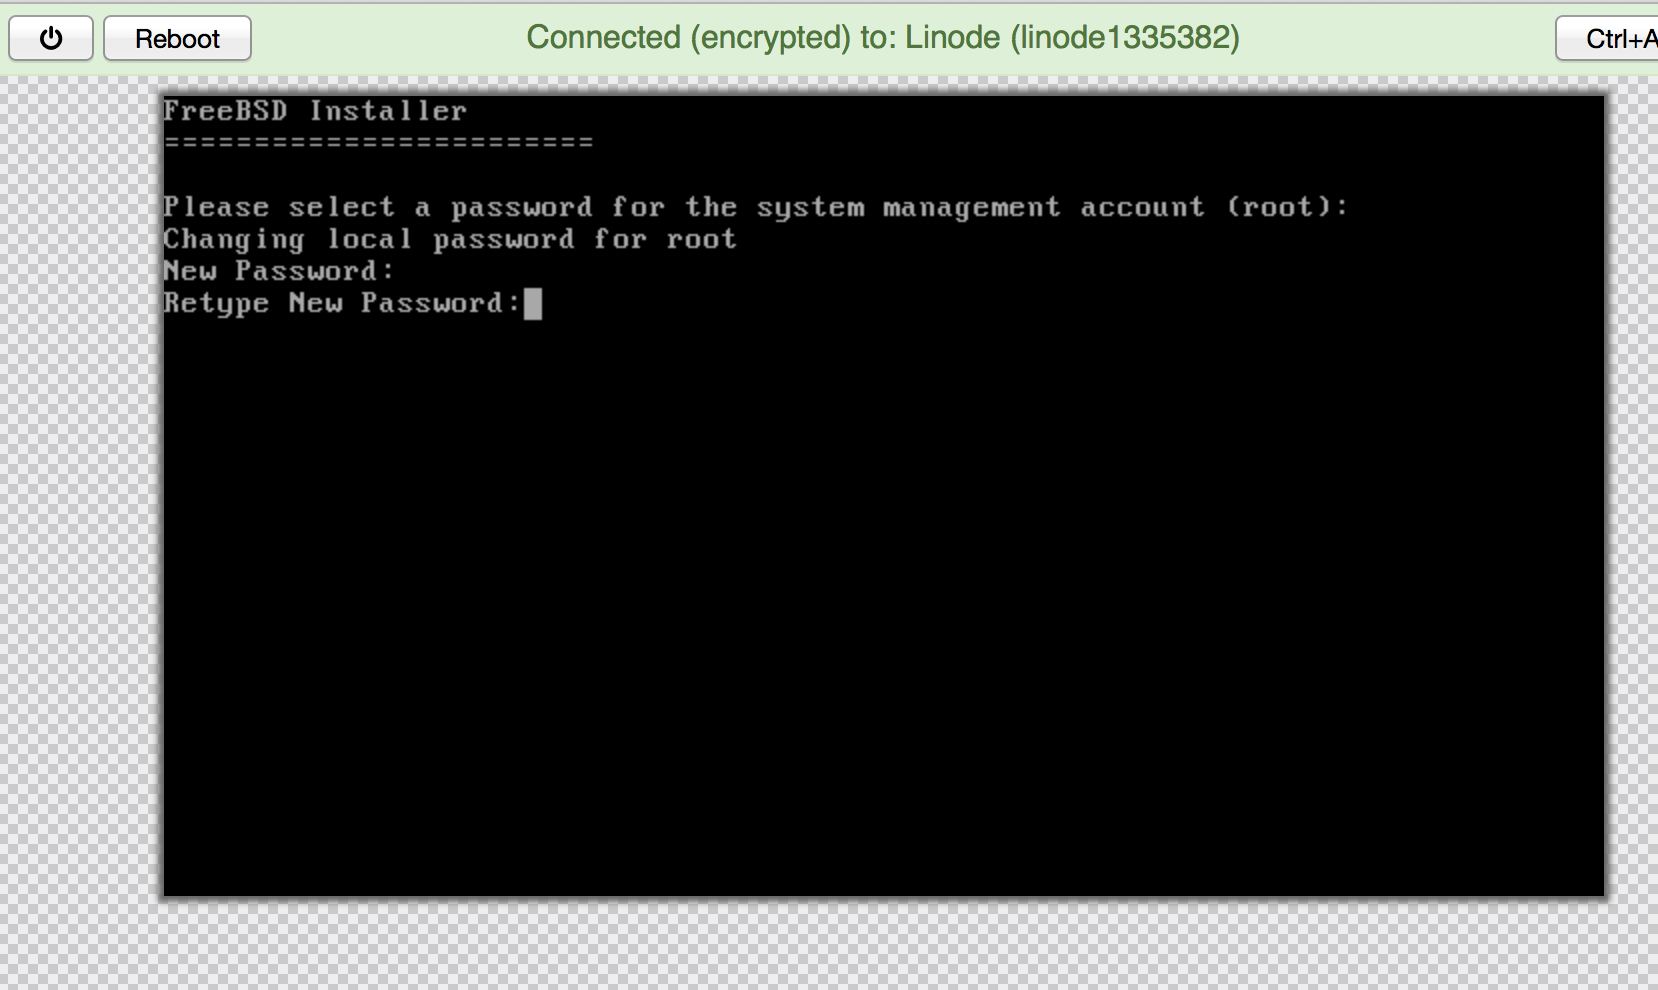 Reboot
Connected (encrypted) to: Linode (linode1335382)
Ctrl+A
FreeBSD Installer
========================
Please select a password for the system management account (root):
Changing local password for root
New Password:
Retype New Password: